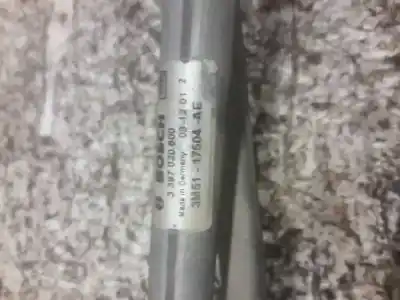 BOSCH
3 397 020 600
Made in Germany 09 12 01 2
3M51 - 17504 -AE